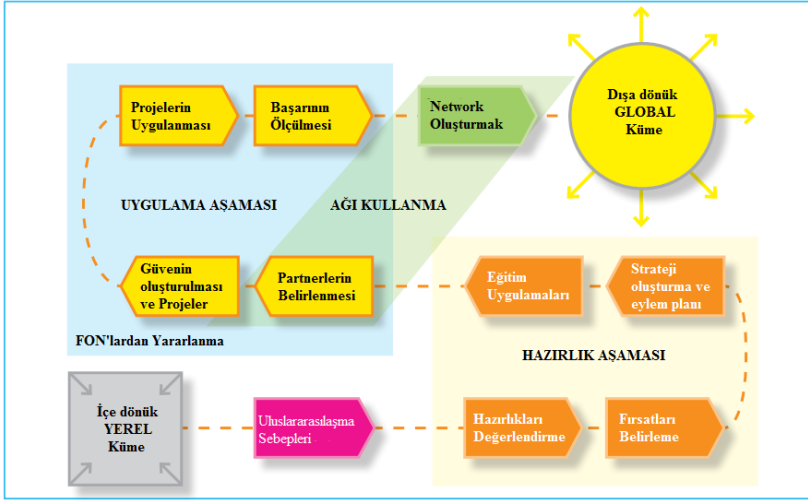 Projelerin
Uygulanması
Başarının
Ölçülmesi
Network
Oluşturmak
Dışa dönük
GLOBAL
Küme
UYGULAMA AŞAMASI
AĞI KULLANMA
Güvenin
oluşturulması
ve Projeler
Partnerlerin
Belirlenmesi
Eğitim
Uygulamaları
Strateji
oluşturma ve
eylem planı
FON'lardan Yararlanma
HAZIRLIK AŞAMASI
İçe dönük
YEREL
Küme
Uluslararasılaşma
Sebepleri
Hazırlıkları
Değerlendirme
Fırsatları
Belirleme